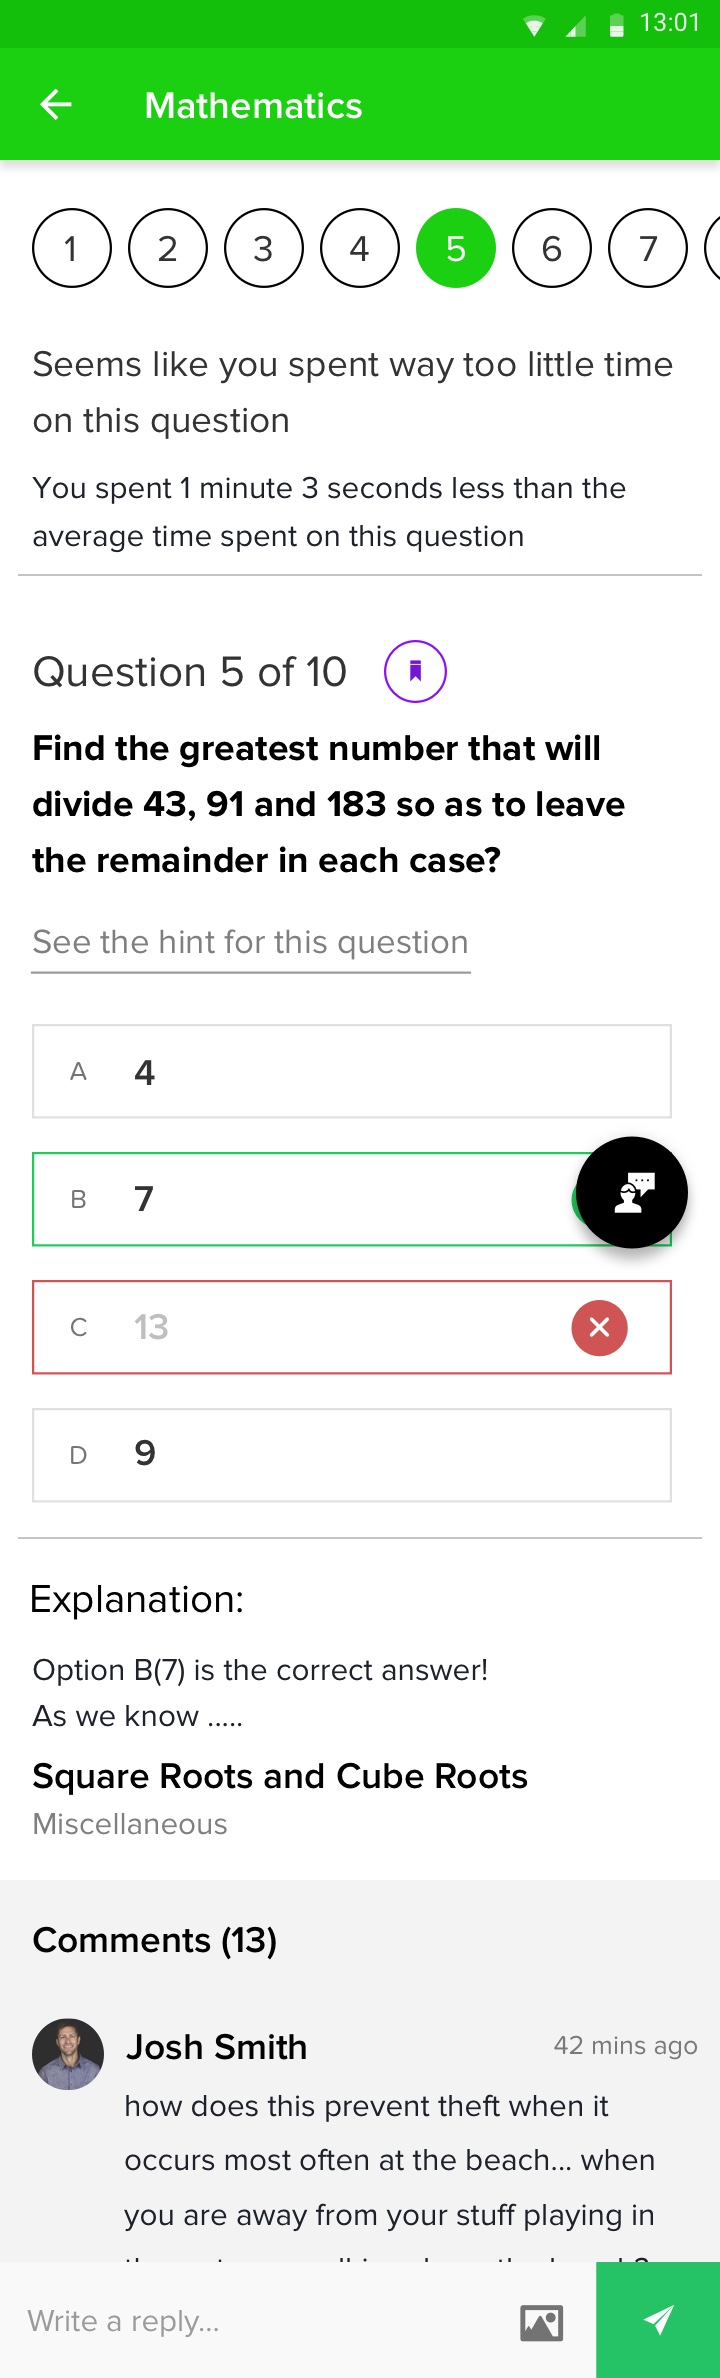 13:01
Mathematics
1 2 3 4 5 6 7
Seems like you spent way too little time
on this question
You spent 1 minute 3 seconds less than the
average time spent on this question
Question 5 of 10
Find the greatest number that will
divide 43, 91 and 183 so as to leave
the remainder in each case?
See the hint for this question
A 4
B 7
C 13
D 9
Explanation:
Option B(7) is the correct answer!
As we know .....
Square Roots and Cube Roots
Miscellaneous
Comments (13)
Josh Smith
42 mins ago
how does this prevent theft when it
occurs most often at the beach... when
you are away from your stuff playing in
Write a reply...